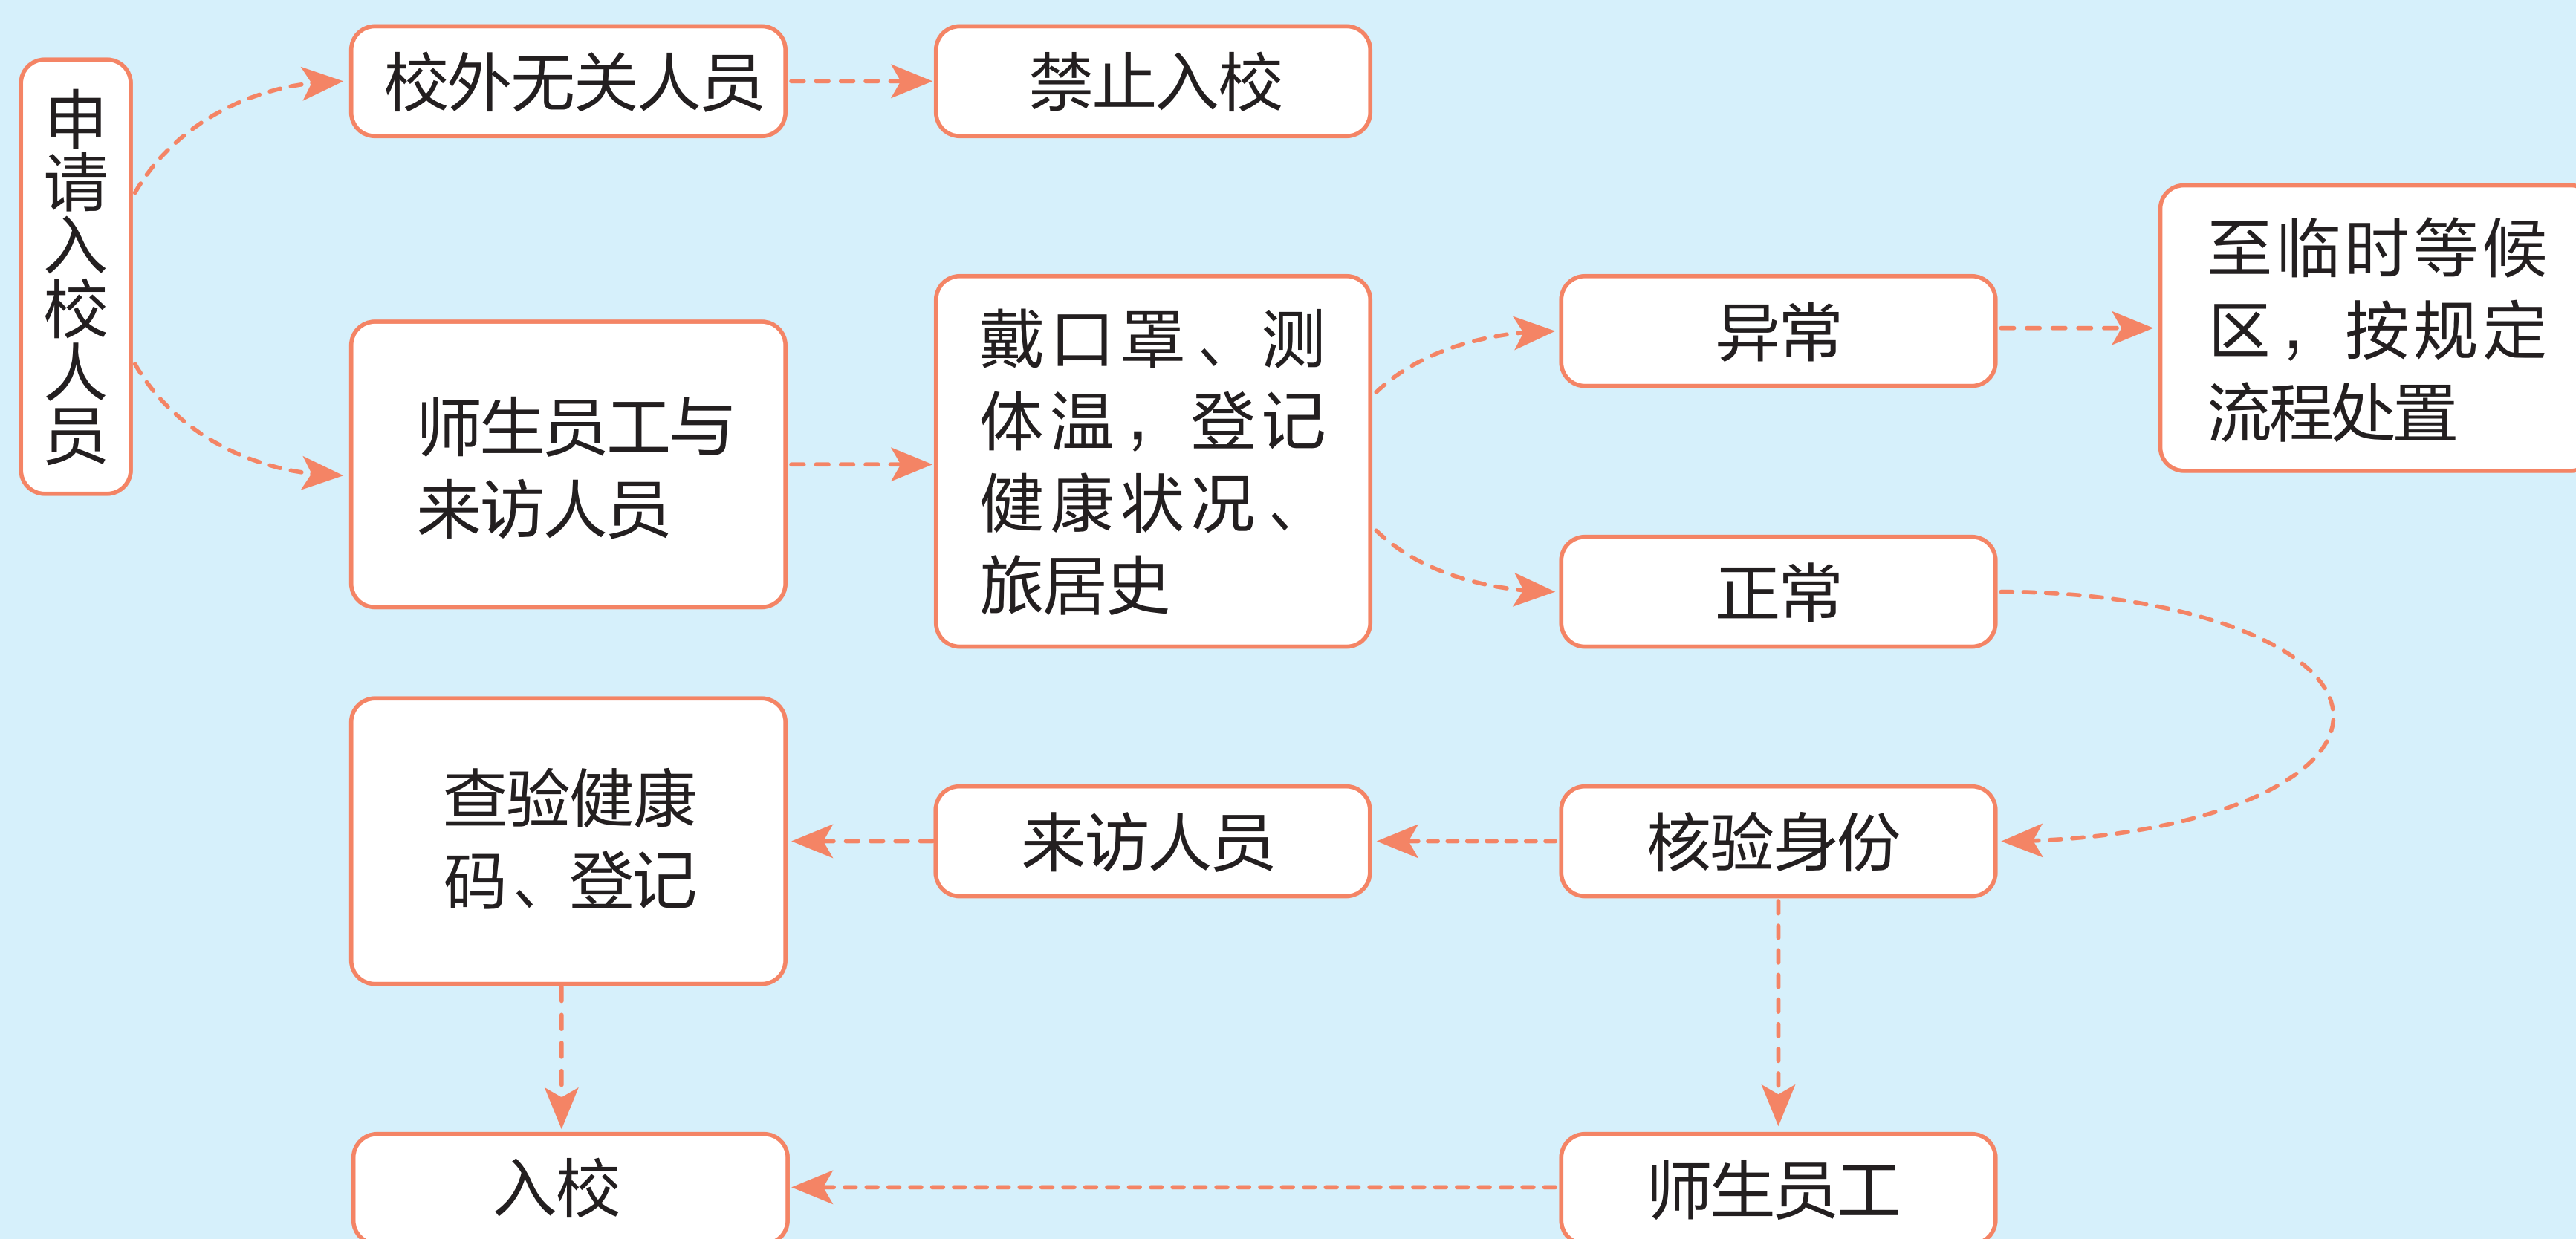 申请入校人员
校外无关人员
禁止入校
师生员工与
来访人员
戴口罩、测
体温，登记
健康状况、
旅居史
异常
至临时等候
区，按规定
流程处置
正常
核验身份
来访人员
查验健康
码、登记
入校
师生员工